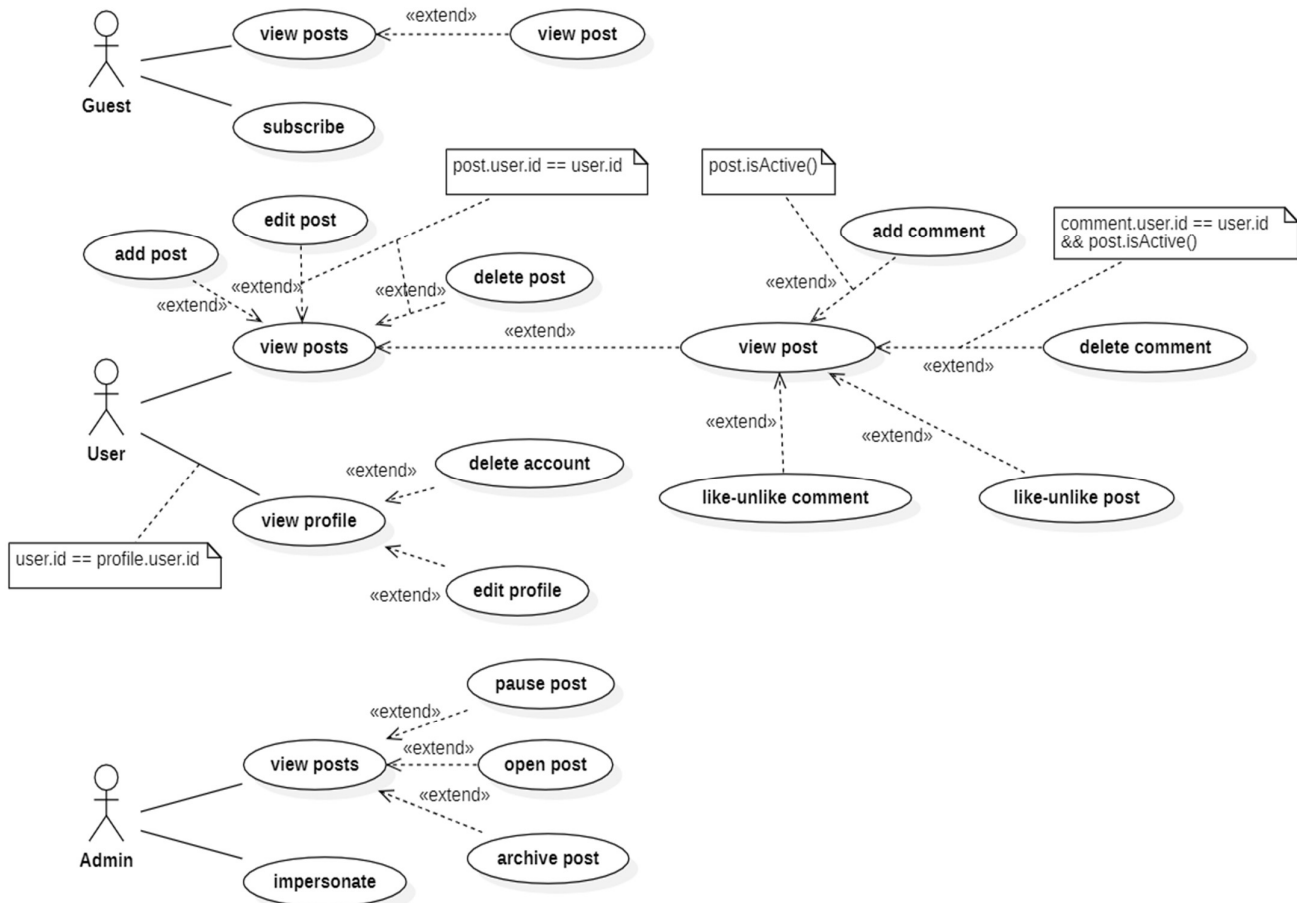 «extend»
view posts
view post
Guest
subscribe
post.user.id == user.id
post.isActive()
edit post
add comment
comment.user.id == user.id
&& post.isActive()
add post
delete post
«extend»
«extend»
«extend»
«extend»
«extend»
view posts
view post
delete comment
«extend»
User
«extend»
«extend»
«extend»
delete account
like-unlike comment
like-unlike post
view profile
user.id == profile.user.id
edit profile
«extend»
pause post
«extend»
«extend»
view posts
open post
«extend»
Admin
archive post
impersonate